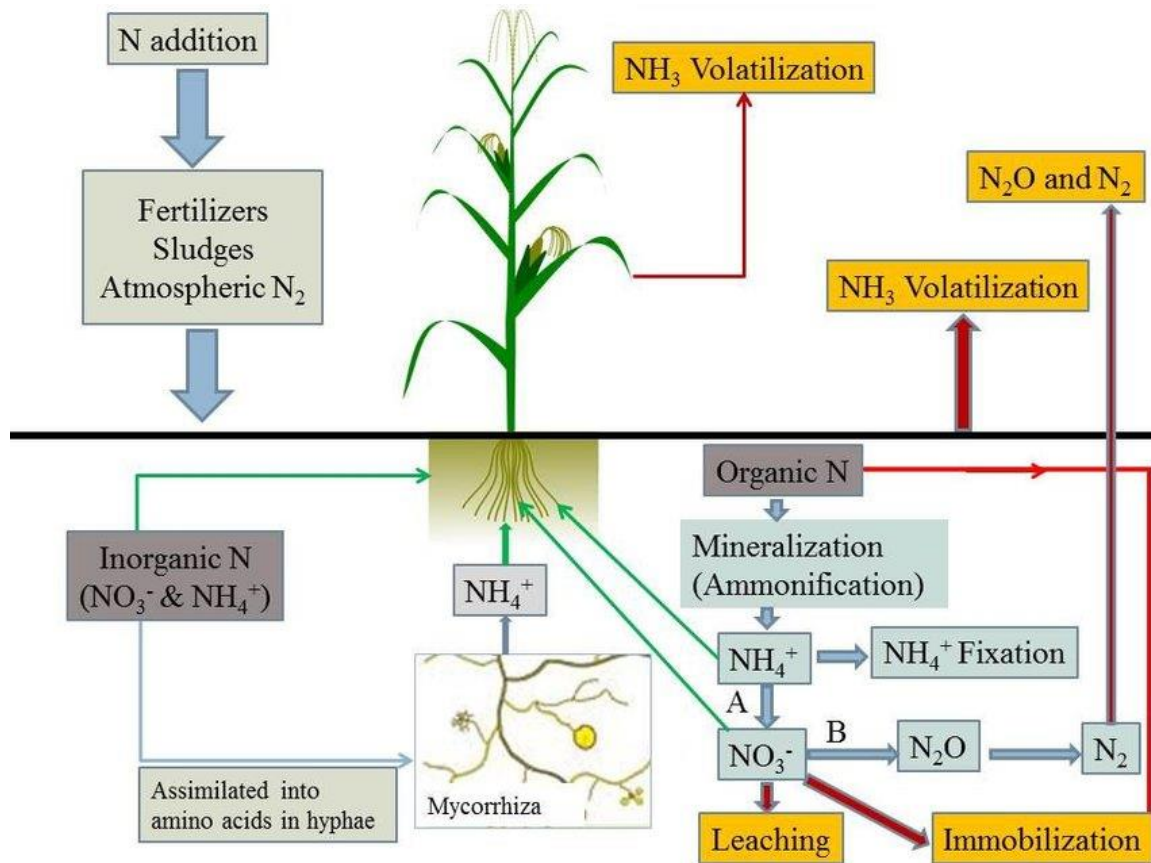 N addition
Fertilizers
Sludges
Atmospheric N₂
NH₃ Volatilization
N₂O and N₂
NH₃ Volatilization
Inorganic N
(NO₃⁻ & NH₄⁺)
NH₄⁺
Mycorrhiza
Assimilated into
amino acids in hyphae
Organic N
Mineralization
(Ammonification)
NH₄⁺
NH₄⁺ Fixation
A
B
NO₃⁻
N₂O
N₂
Leaching
Immobilization